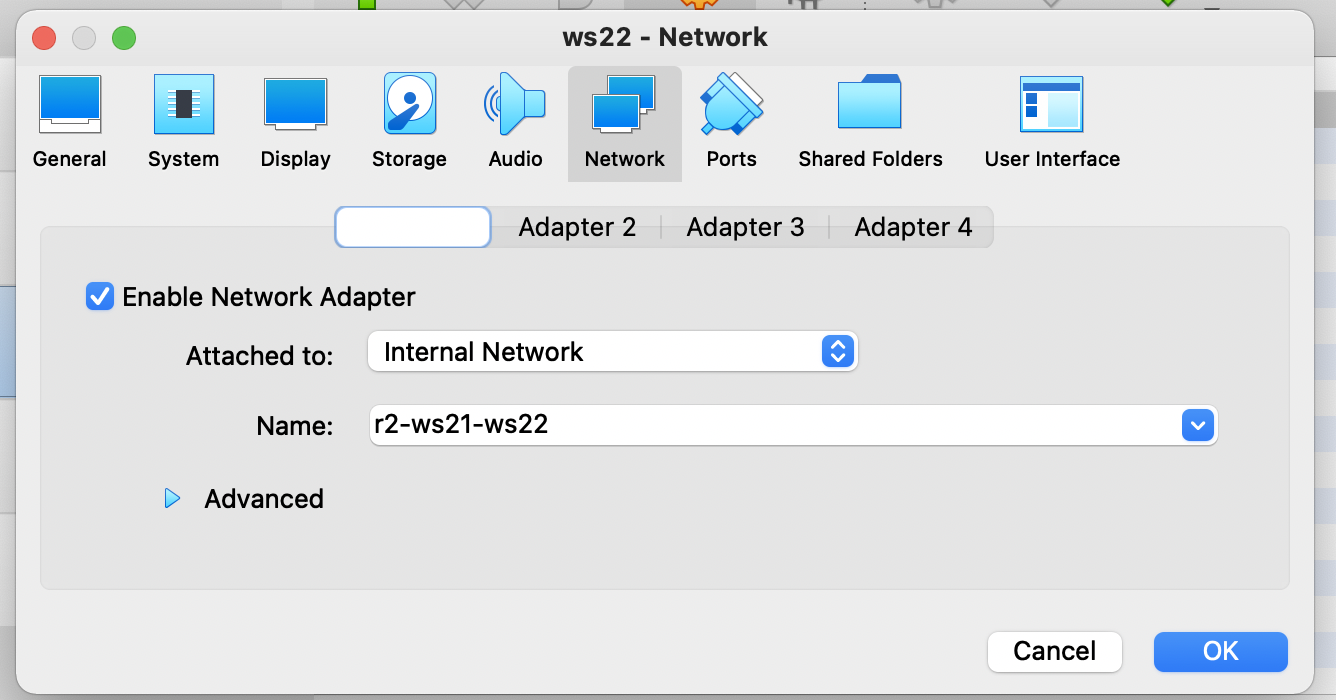 ws22 - Network
General System Display Storage Audio Network Ports Shared Folders User Interface
Adapter 2 Adapter 3 Adapter 4
Enable Network Adapter
Attached to: Internal Network
Name: r2-ws21-ws22
Advanced
Cancel OK